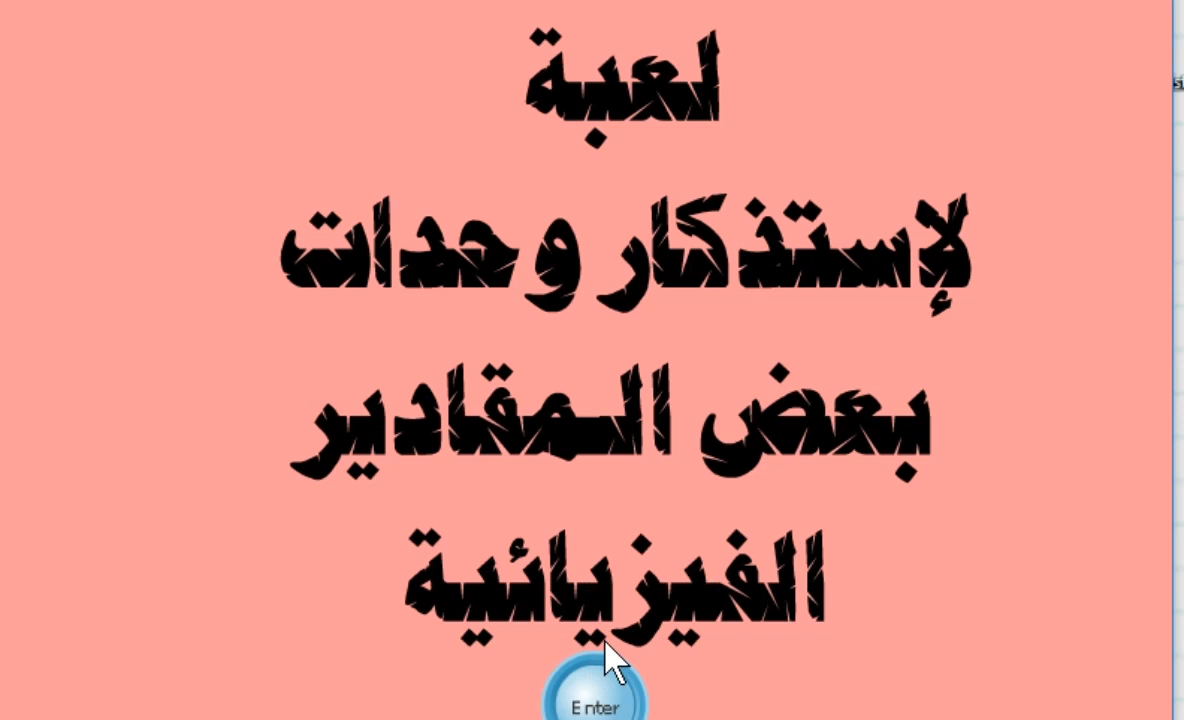 لعبة
لإستذكار وحدات
بعض المقادير
الفيزيائية
Enter